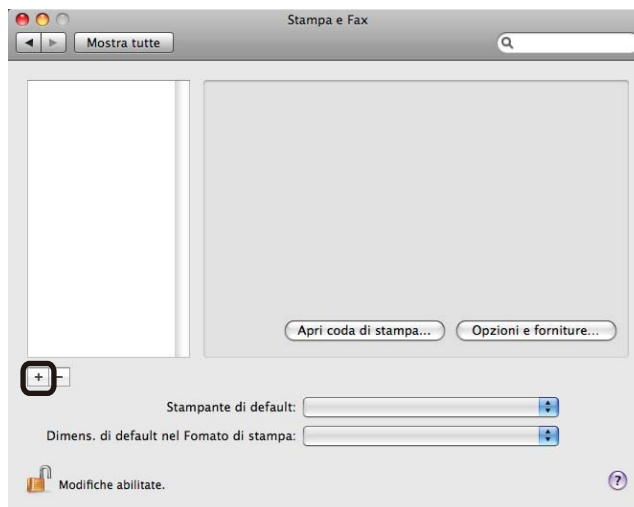 Stampa e Fax
Mostra tutte
Apri coda di stampa... Opzioni e forniture...
+ -
Stampante di default:
Dimens. di default nel Fomato di stampa:
Modifiche abilitate. ?